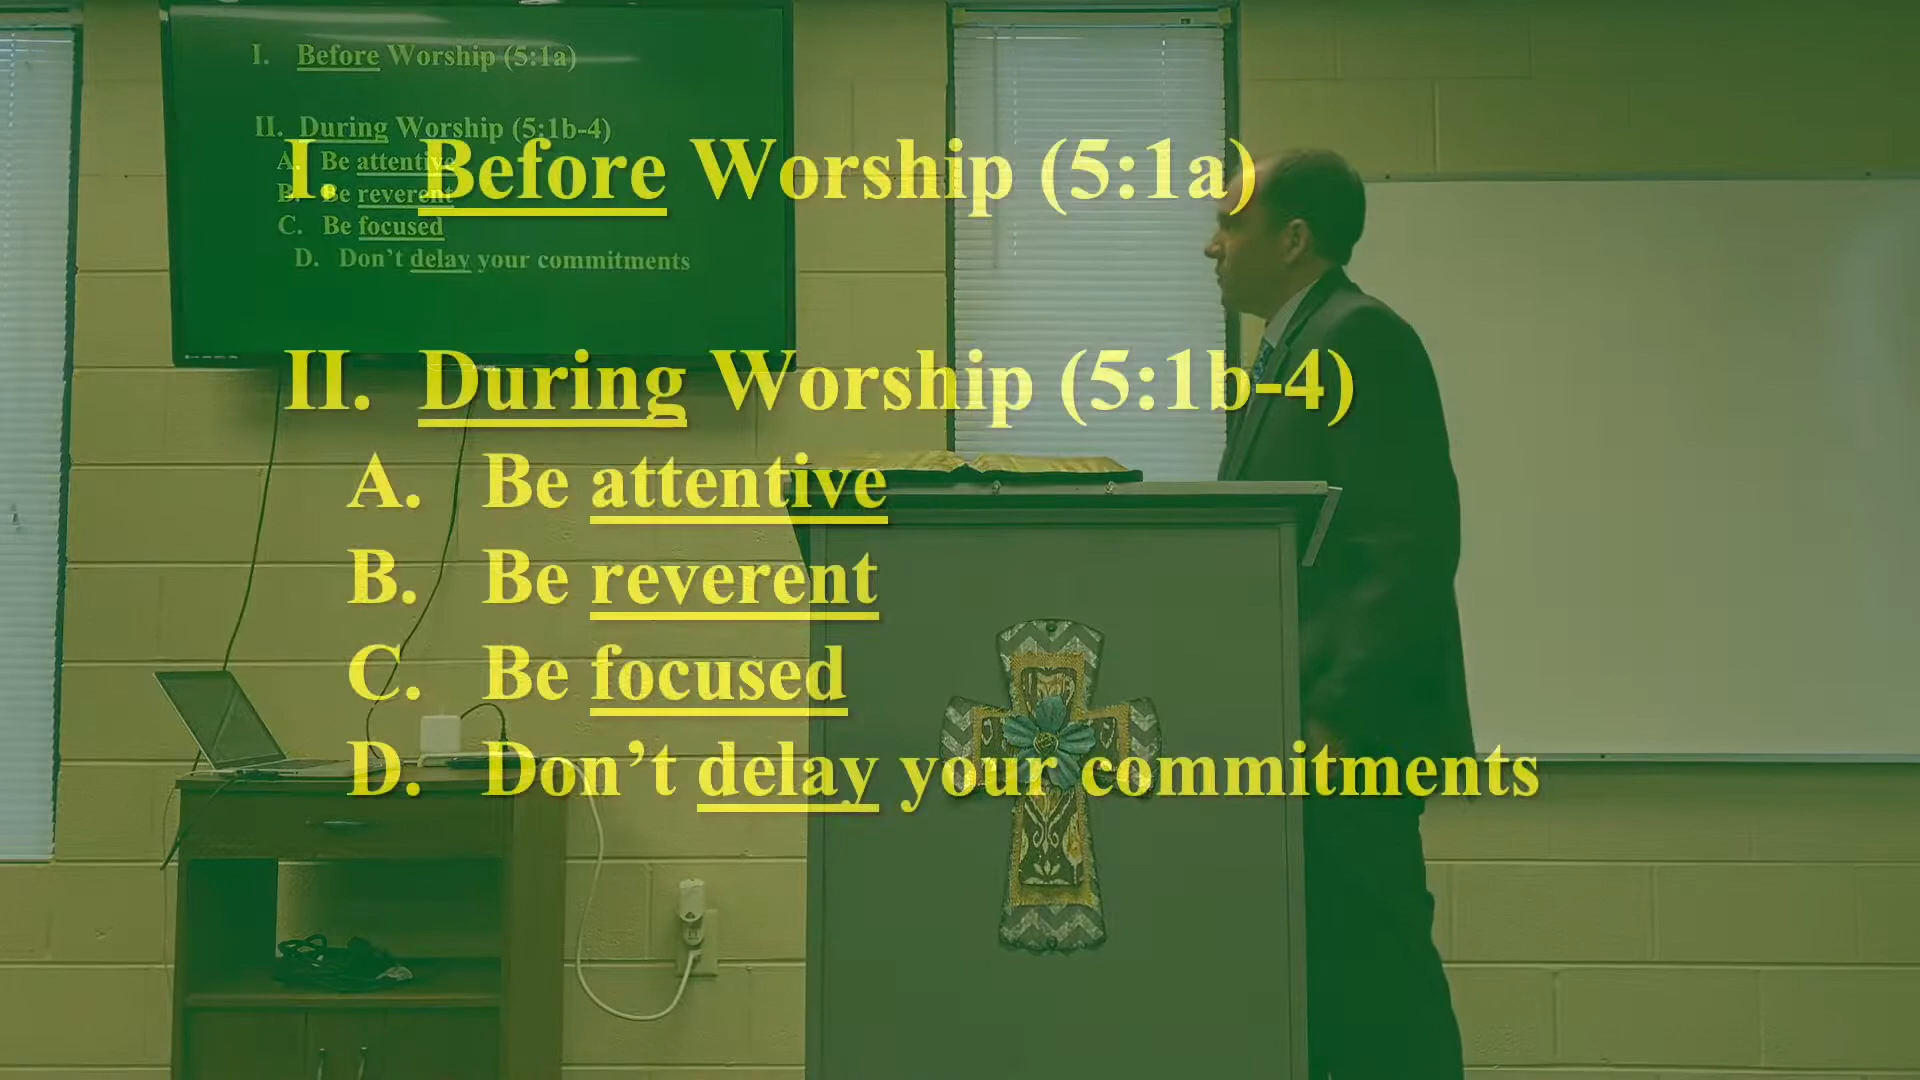 I. Before Worship (5:1a)
II. During Worship (5:1b-4)
A. Be attentive
B. Be reverent
C. Be focused
D. Don't delay your commitments
I. Before Worship (5:1a)
II. During Worship (5:1b-4)
A. Be attentive
B. Be reverent
C. Be focused
D. Don’t delay your commitments